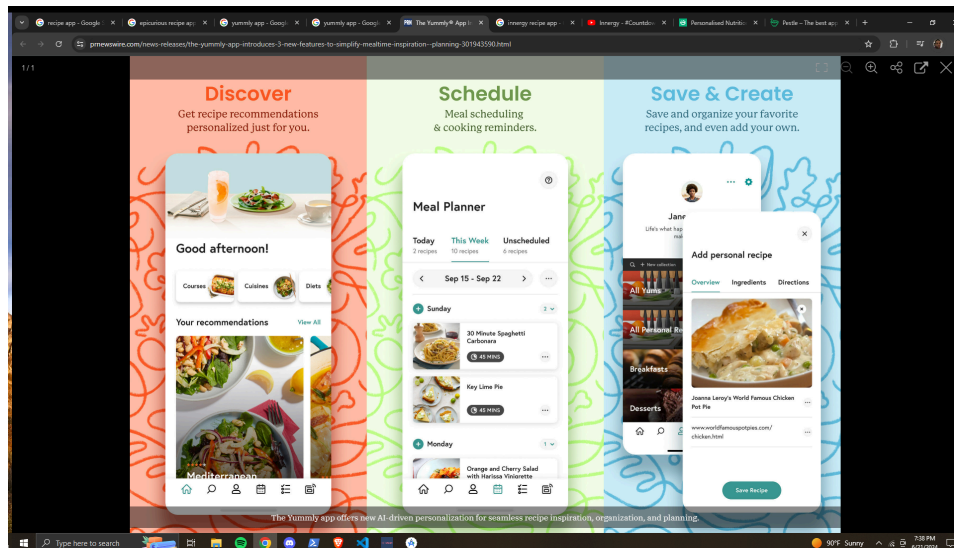 recipe app - Google
epicurious recipe app
yummly app - Google
yummly app - Google
The Yummly® App In
innergy recipe app -
Innergy - #Countdow
Personalised Nutritio
Pestle – The best app
prnewswire.com/news-releases/the-yummly-app-introduces-3-new-features-to-simplify-mealtime-inspiration--planning-301943590.html
1/1
Discover
Get recipe recommendations
personalized just for you.
Good afternoon!
Courses
Cuisines
Diets
Your recommendations
View All
Mediterranean
Schedule
Meal scheduling
& cooking reminders.
Meal Planner
Today
This Week
Unscheduled
2 recipes
10 recipes
6 recipes
Sep 15 - Sep 22
Sunday
2
30 Minute Spaghetti
Carbonara
45 MINS
Key Lime Pie
45 MINS
Monday
1
Orange and Cherry Salad
with Harissa Vinigrette
Save & Create
Save and organize your favorite
recipes, and even add your own.
Jane
Life's what hap
mak
+ New collection
All Yums
All Personal Re
Breakfasts
Desserts
Add personal recipe
Overview
Ingredients
Directions
Joanna Leroy's World Famous Chicken
Pot Pie
www.worldfamouspotpies.com/
chicken.html
Save Recipe
The Yummly app offers new AI-driven personalization for seamless recipe inspiration, organization, and planning.
Type here to search
90°F Sunny
7:38 PM
6/21/2024